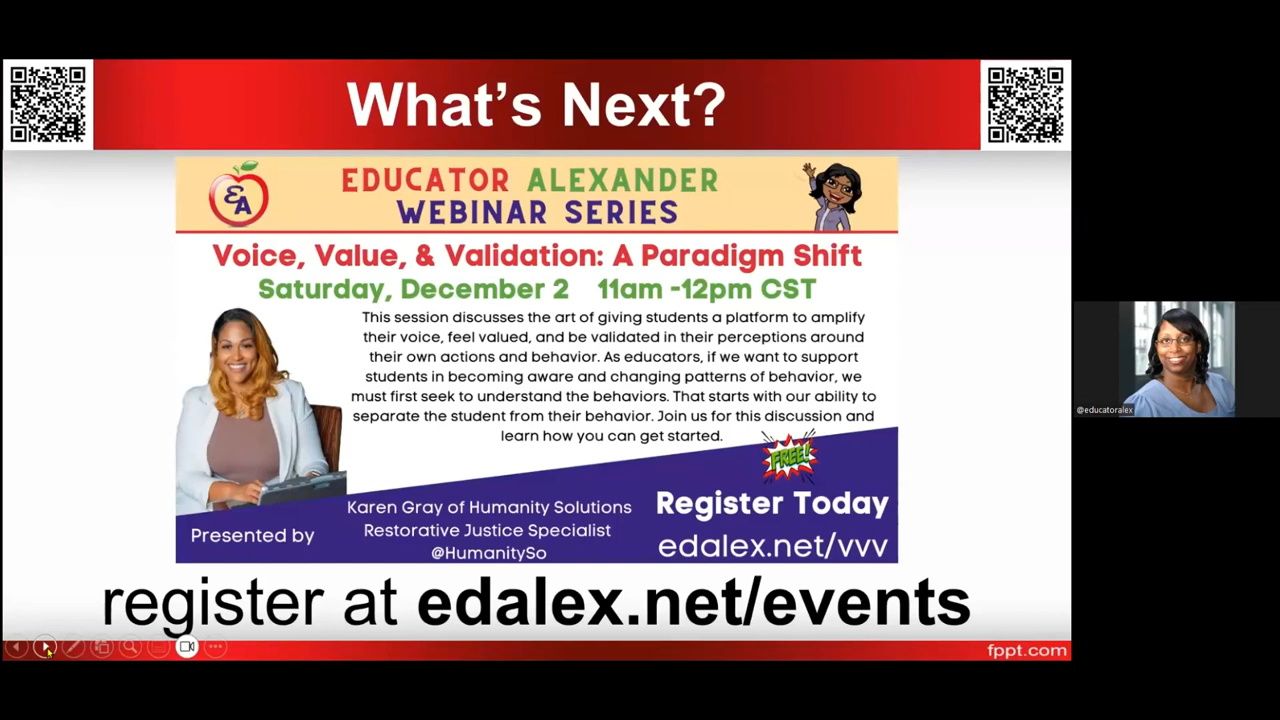 What's Next?
EA
EDUCATOR ALEXANDER
WEBINAR SERIES
Voice, Value, & Validation: A Paradigm Shift
Saturday, December 2 11am -12pm CST
This session discusses the art of giving students a platform to amplify
their voice, feel valued, and be validated in their perceptions around
their own actions and behavior. As educators, if we want to support
students in becoming aware and changing patterns of behavior, we
must first seek to understand the behaviors. That starts with our ability to
separate the student from their behavior. Join us for this discussion and
learn how you can get started.
FREE!
Presented by
Karen Gray of Humanity Solutions
Restorative Justice Specialist
@HumanitySo
Register Today
edalex.net/vvv
register at edalex.net/events
fppt.com
@educatoralex